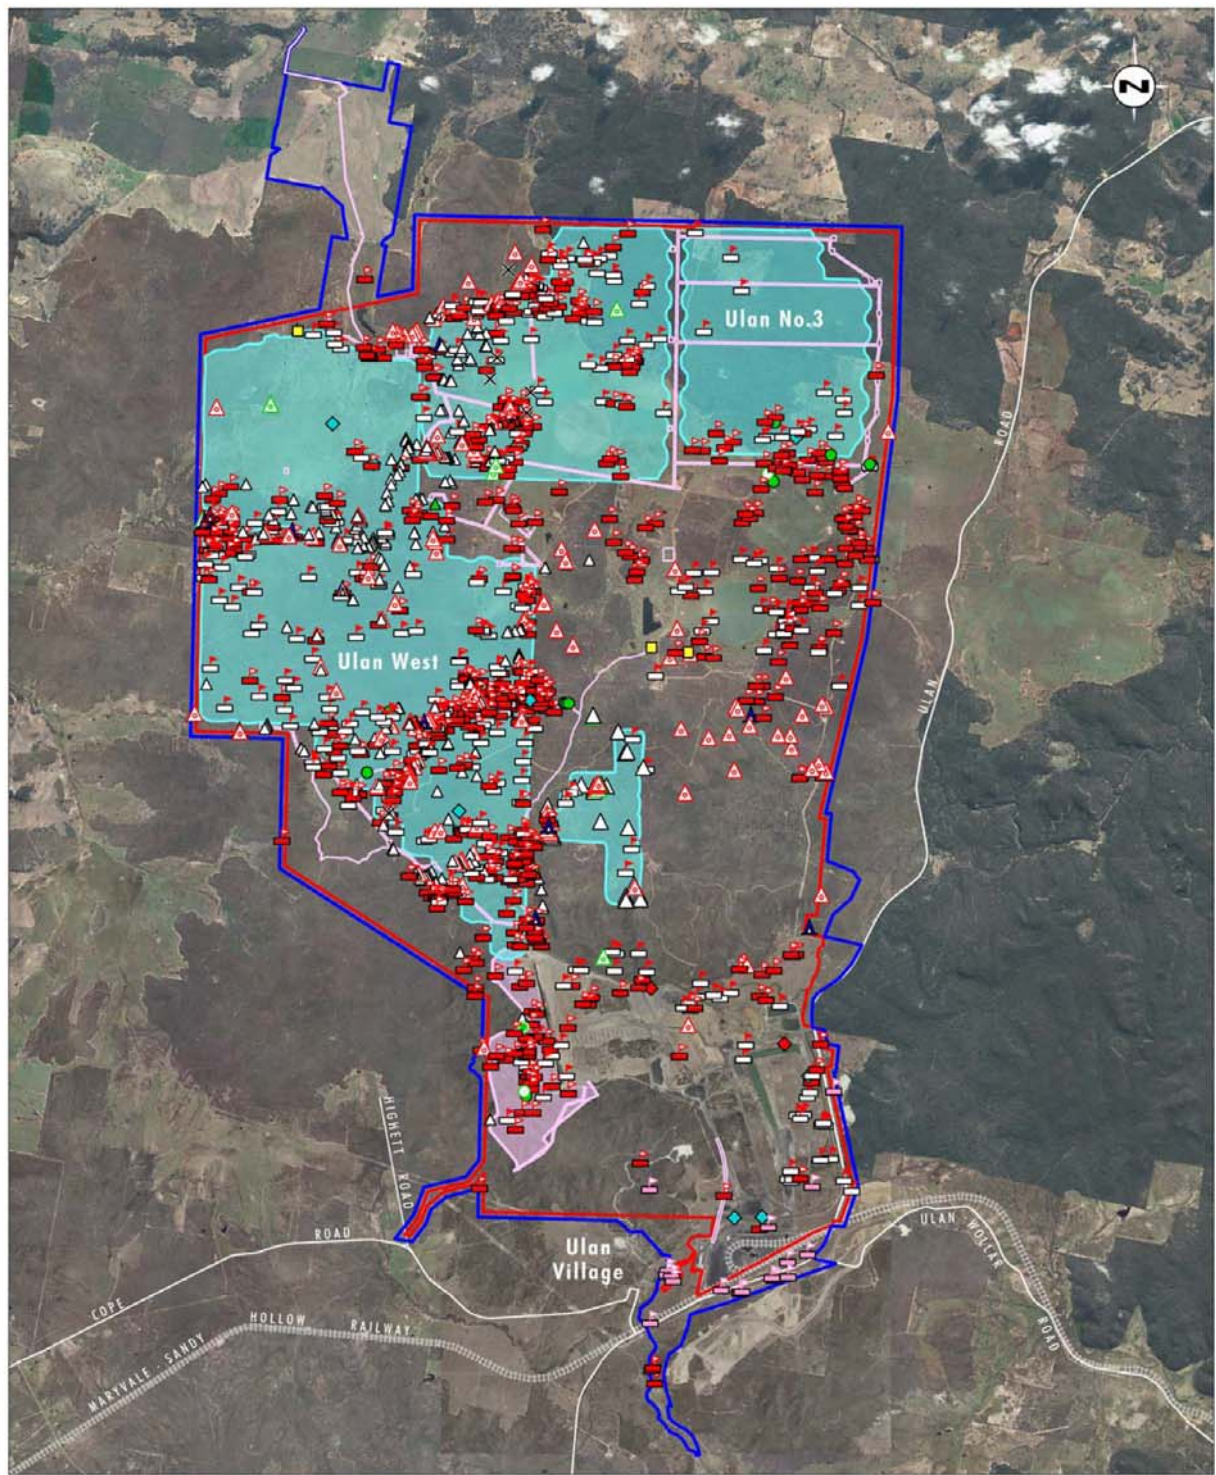 N
Ulan No.3
ROAD
ULAN
Ulan West
HIGHETT ROAD
ROAD
COPE
Ulan
Village
ULAN WOLLAR
ROAD
HOLLOW RAILWAY
MARYVALE - SANDY